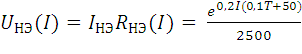 U_НЭ(I) = I_НЭ R_НЭ(I) = e^{0,2I(0,1T+50)} / 2500